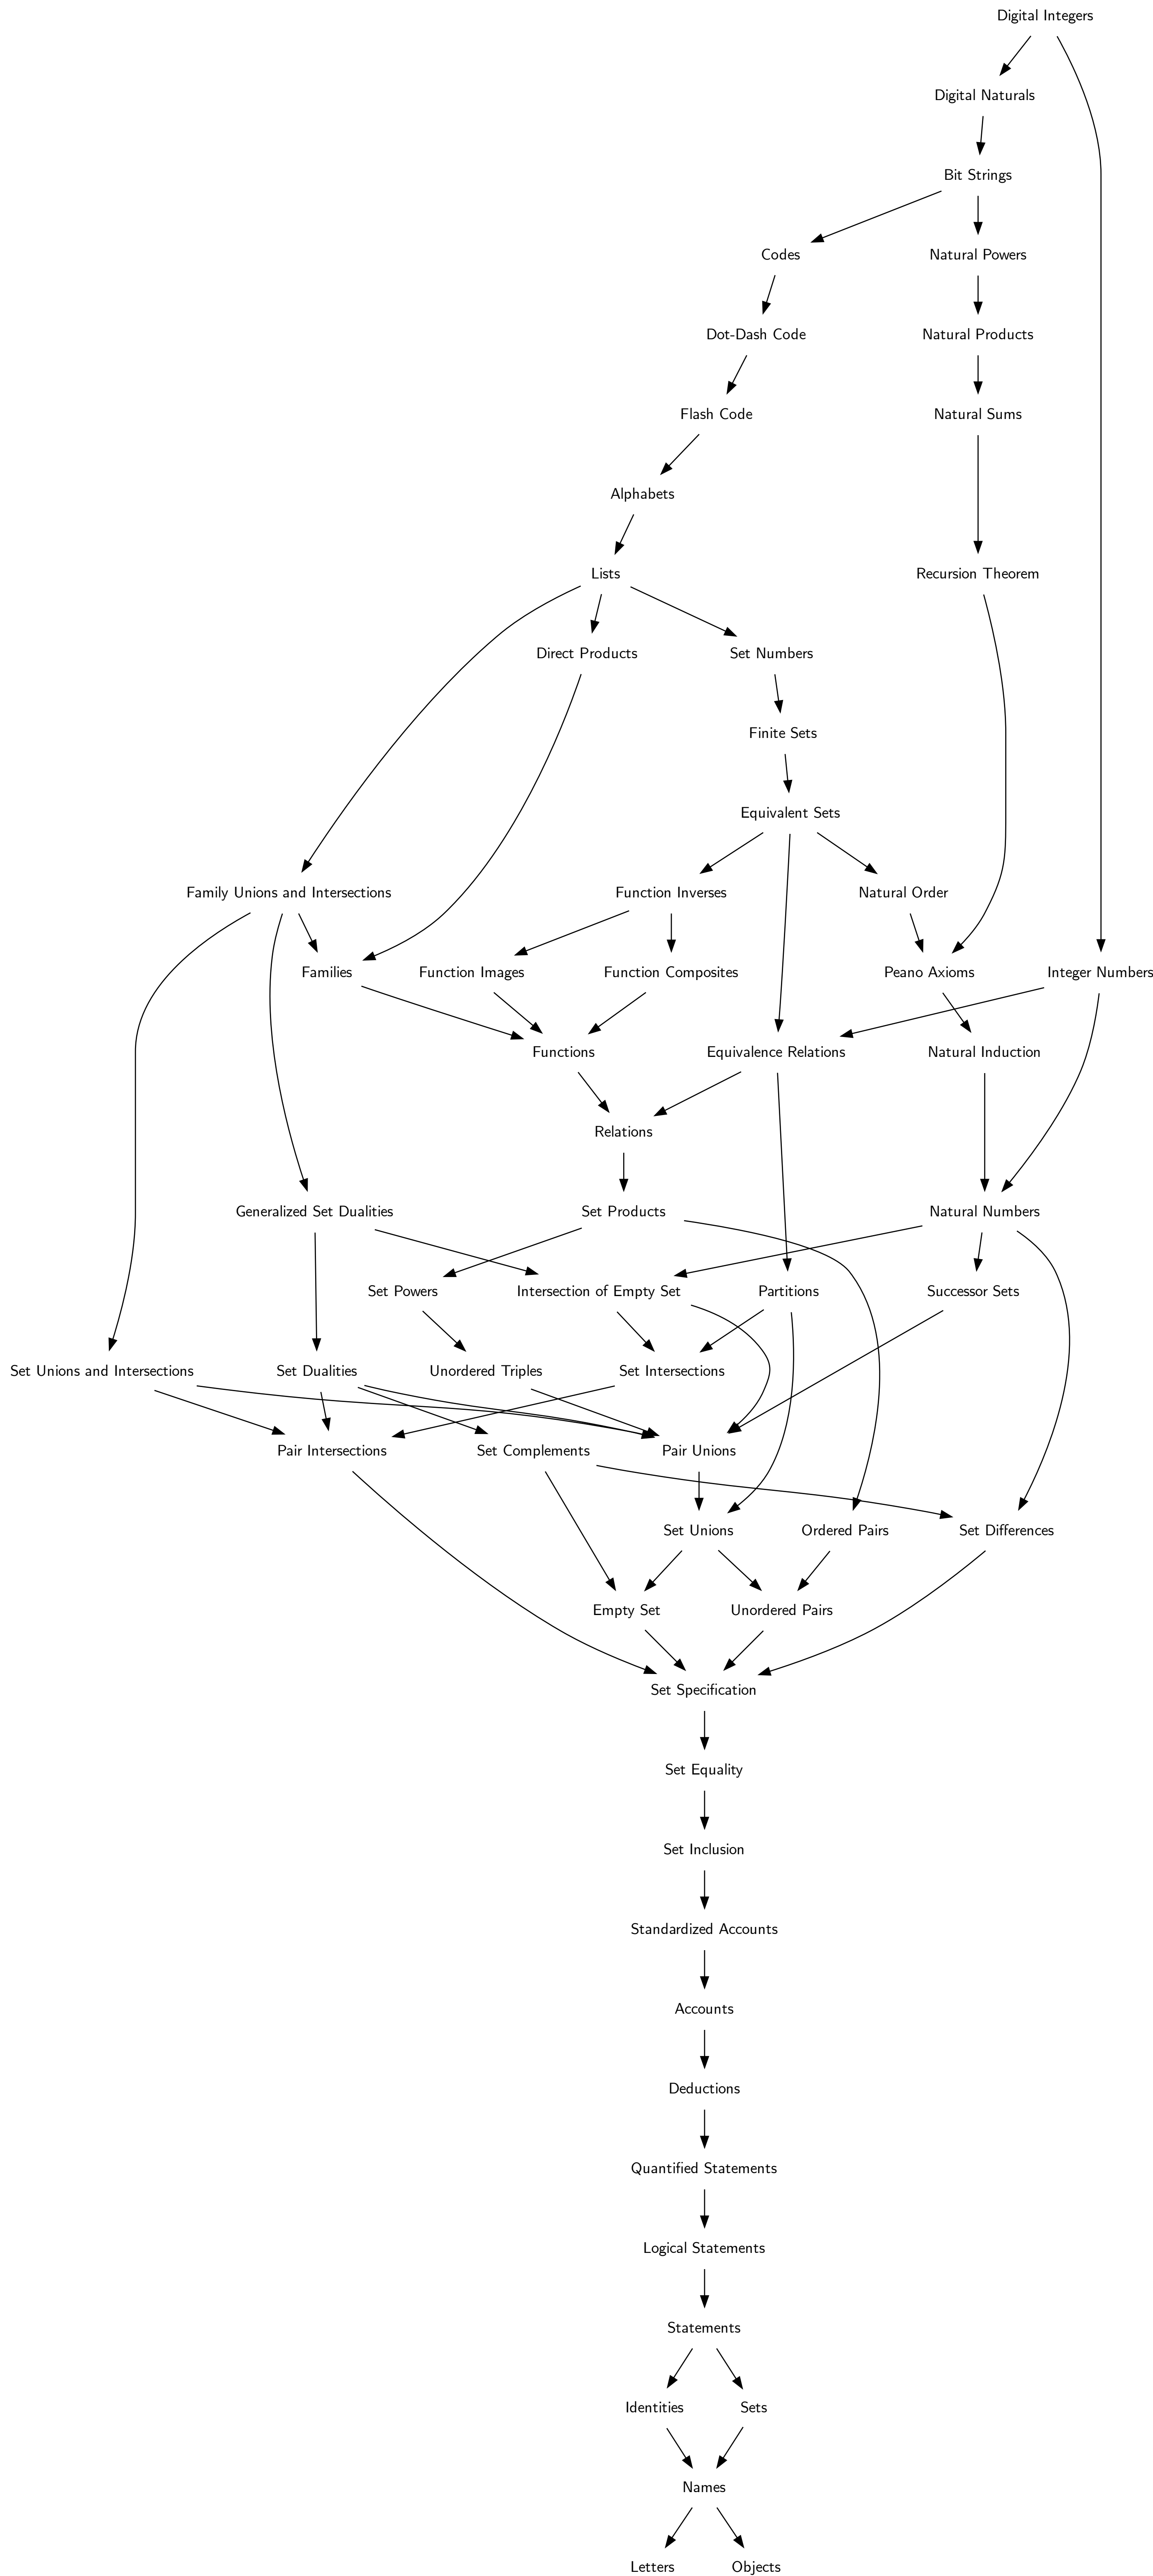 Digital Integers
Digital Naturals
Bit Strings
Codes
Natural Powers
Dot-Dash Code
Natural Products
Flash Code
Natural Sums
Alphabets
Lists
Recursion Theorem
Direct Products
Set Numbers
Finite Sets
Equivalent Sets
Family Unions and Intersections
Function Inverses
Natural Order
Families
Function Images
Function Composites
Peano Axioms
Integer Numbers
Functions
Equivalence Relations
Natural Induction
Relations
Generalized Set Dualities
Set Products
Natural Numbers
Set Powers
Intersection of Empty Set
Partitions
Successor Sets
Set Unions and Intersections
Set Dualities
Unordered Triples
Set Intersections
Pair Intersections
Set Complements
Pair Unions
Set Unions
Ordered Pairs
Set Differences
Empty Set
Unordered Pairs
Set Specification
Set Equality
Set Inclusion
Standardized Accounts
Accounts
Deductions
Quantified Statements
Logical Statements
Statements
Identities
Sets
Names
Letters
Objects